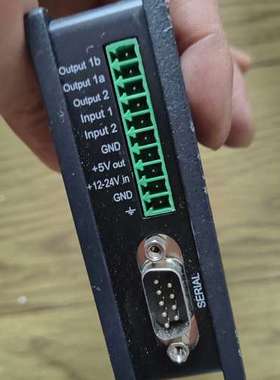 Output 1b
Output 1a
Output 2
Input 1
Input 2
GND
+5V out
+12-24V in
GND
SERIAL